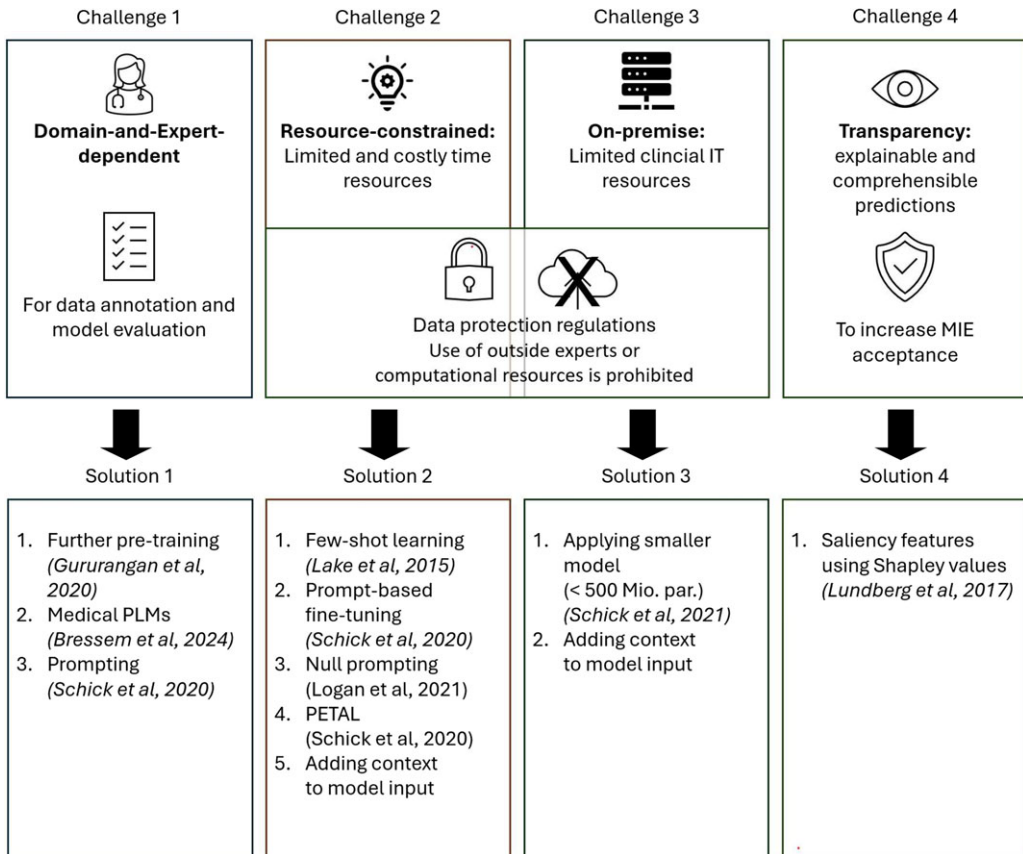 Challenge 1
Domain-and-Expert-
dependent
For data annotation and
model evaluation
Challenge 2
Resource-constrained:
Limited and costly time
resources
Challenge 3
On-premise:
Limited clincial IT
resources
Data protection regulations
Use of outside experts or
computational resources is prohibited
Challenge 4
Transparency:
explainable and
comprehensible
predictions
To increase MIE
acceptance
Solution 1
1. Further pre-training
(Gururangan et al,
2020)
2. Medical PLMs
(Bressem et al, 2024)
3. Prompting
(Schick et al, 2020)
Solution 2
1. Few-shot learning
(Lake et al, 2015)
2. Prompt-based
fine-tuning
(Schick et al, 2020)
3. Null prompting
(Logan et al, 2021)
4. PETAL
(Schick et al, 2020)
5. Adding context
to model input
Solution 3
1. Applying smaller
model
(< 500 Mio. par.)
(Schick et al, 2021)
2. Adding context
to model input
Solution 4
1. Saliency features
using Shapley values
(Lundberg et al, 2017)